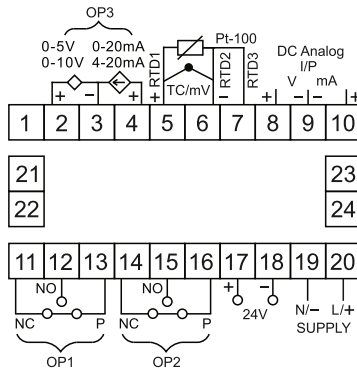 OP3
0-5V 0-20mA
0-10V 4-20mA
+ − +
RTD1
+
Pt-100
TC/mV
RTD2
−
RTD3
DC Analog
I/P
V mA
+ − +
1 2 3 4 5 6 7 8 9 10
21 23
22 24
11 12 13 14 15 16 17 18 19 20
NO NO + −
24V
N/− L/+
NC P NC P
SUPPLY
OP1 OP2